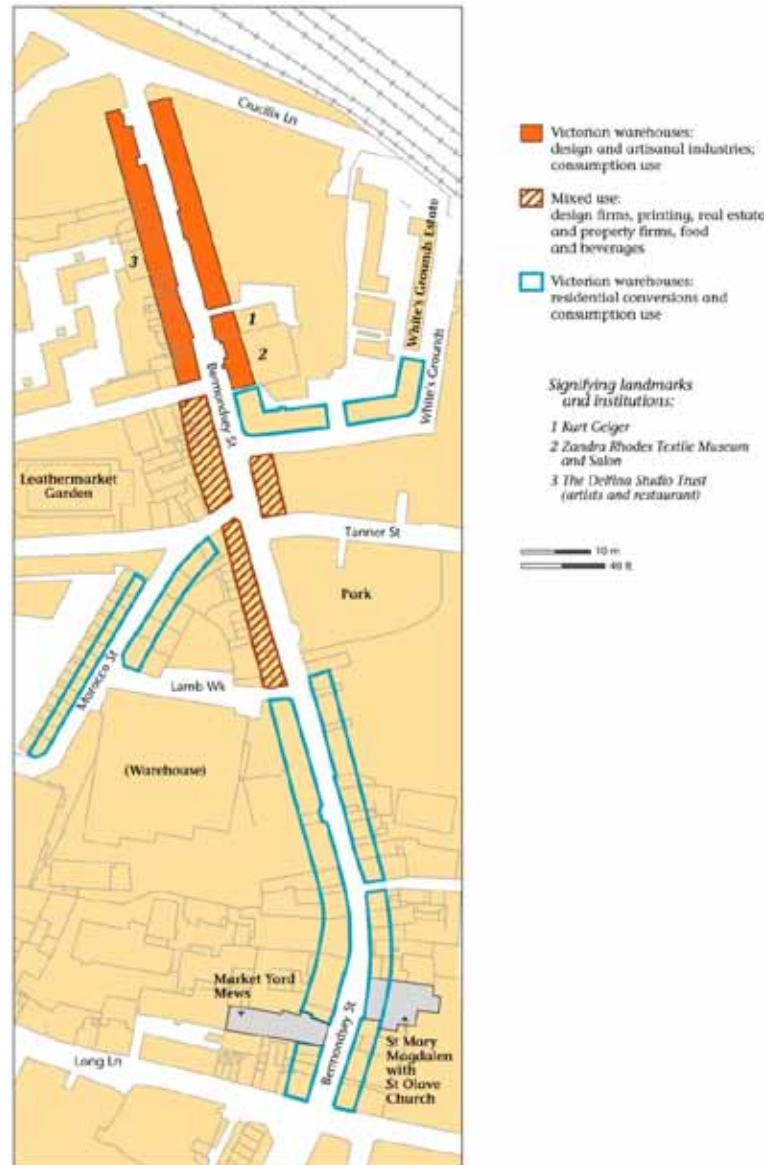 Crucifix Ln
White's Grounds Estate
3
1
2
Bermondsey St
White's Grounds
Leathermarket
Garden
Tanner St
Park
Morocco St
Lamb Wk
(Warehouse)
Market Yord
Mews
Bermondsey St
St Mary
Magdalen
with
St Olave
Church
Long Ln
Victorian warehouses:
design and artisanal industries;
consumption use
Mixed use:
design firms, printing, real estate
and property firms, food
and beverages
Victorian warehouses:
residential conversions and
consumption use
Signifying landmarks
and institutions:
1 Kurt Geiger
2 Zandra Rhodes Textile Museum
and Salon
3 The Delfina Studio Trust
(artists and restaurant)
10 m
40 ft